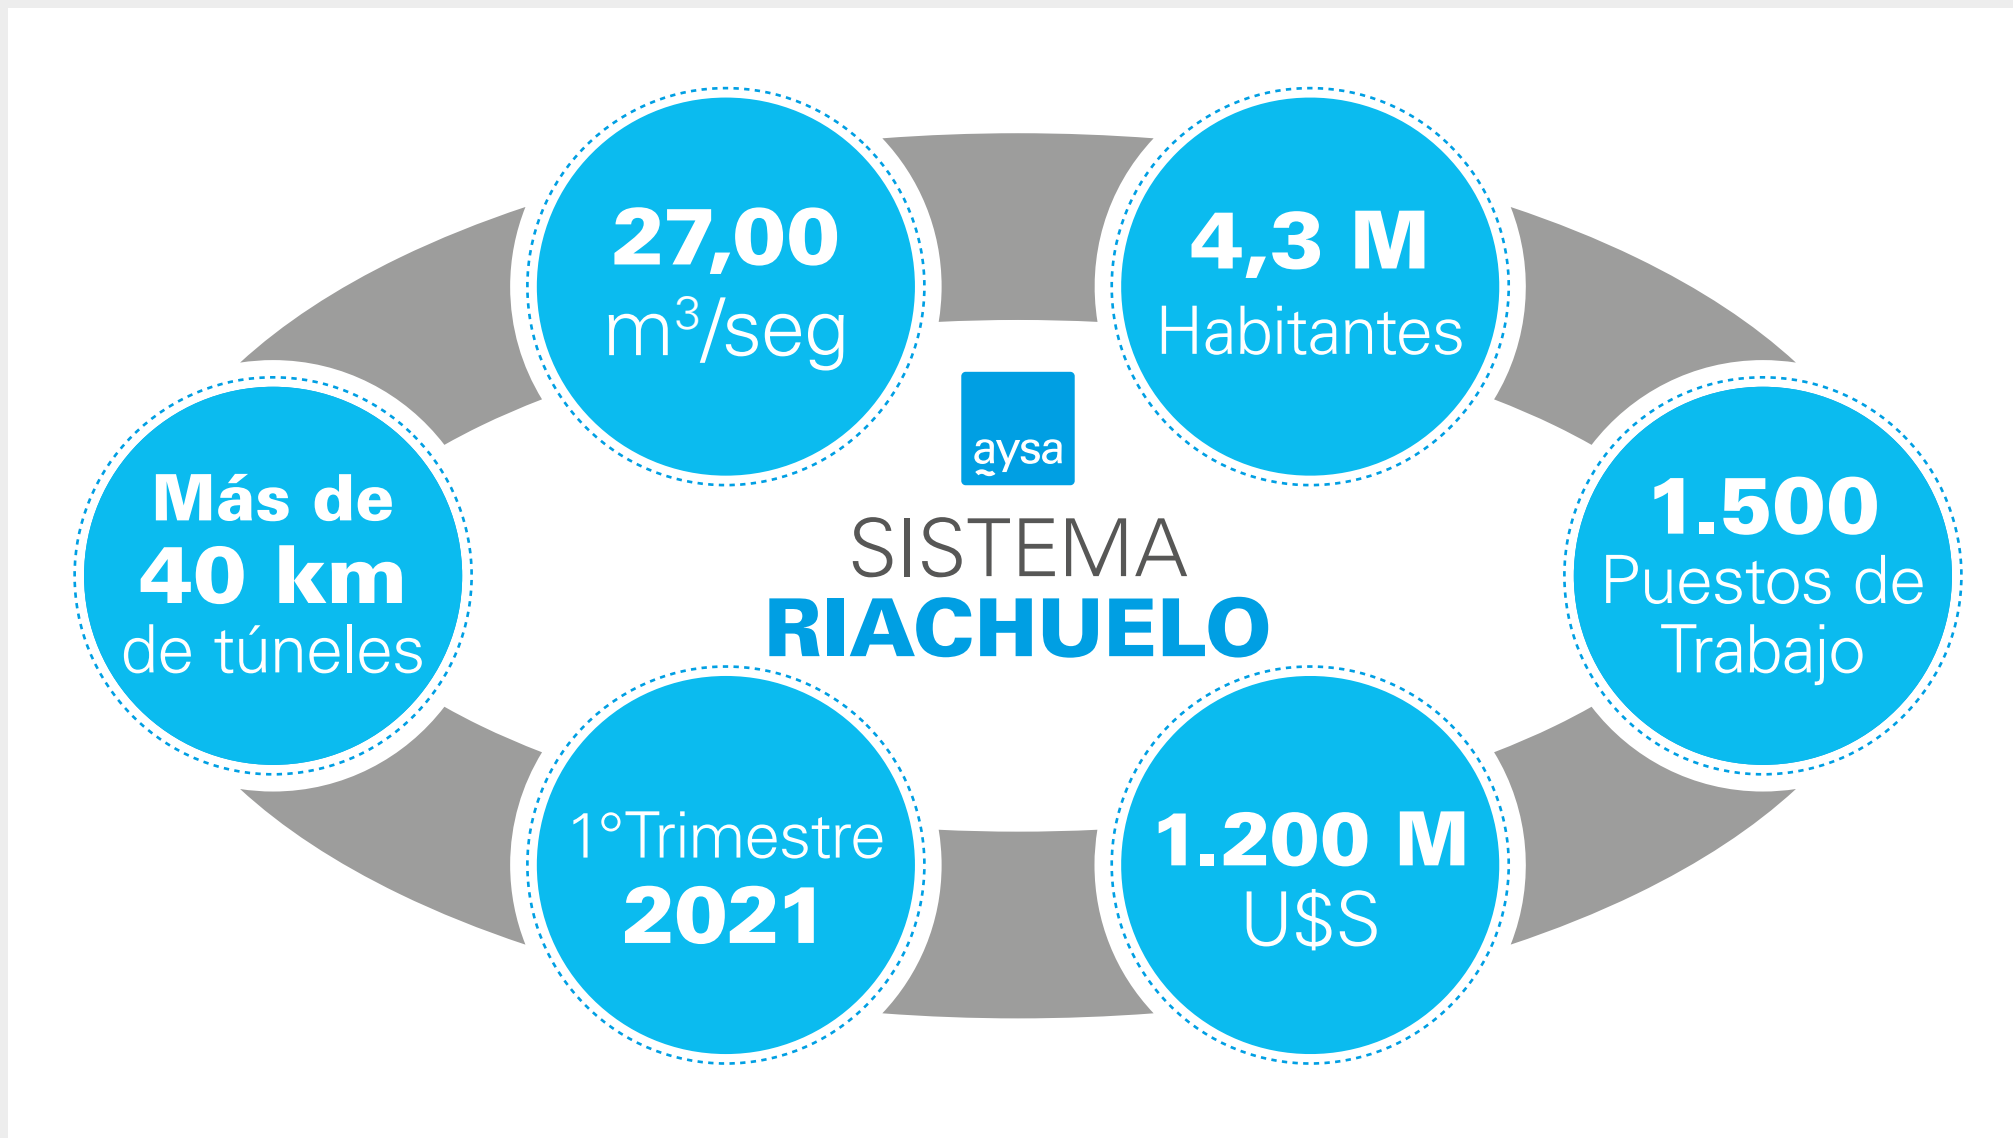 27,00
m³/seg
4,3 M
Habitantes
aysa
SISTEMA
RIACHUELO
Más de
40 km
de túneles
1.500
Puestos de
Trabajo
1°Trimestre
2021
1.200 M
U$S